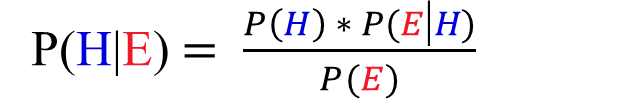 P(H|E) = P(H) * P(E|H) / P(E)